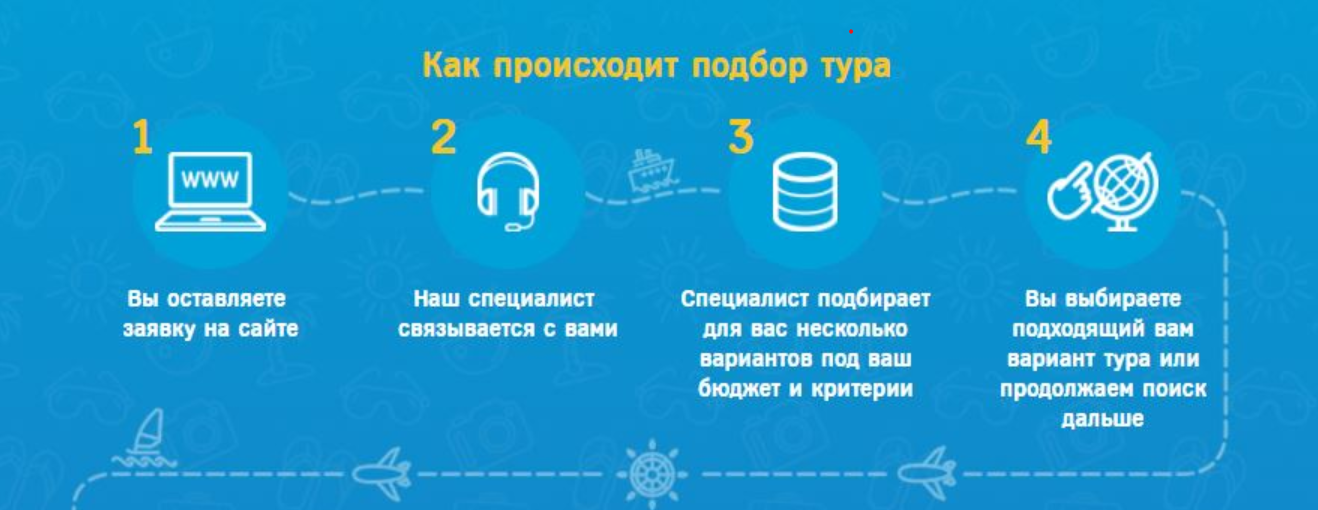 Как происходит подбор тура
1
WWW
Вы оставляете
заявку на сайте
2
Наш специалист
связывается с вами
3
Специалист подбирает
для вас несколько
вариантов под ваш
бюджет и критерии
4
Вы выбираете
подходящий вам
вариант тура или
продолжаем поиск
дальше